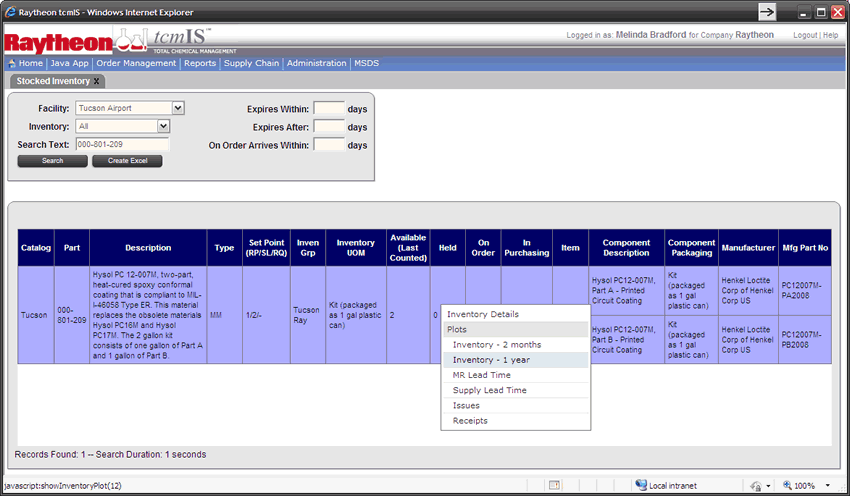 Raytheon tcmIS - Windows Internet Explorer
Raytheon tcmIS™
TOTAL CHEMICAL MANAGEMENT
Logged in as: Melinda Bradford for Company Raytheon Logout | Help
Home | Java App | Order Management | Reports | Supply Chain | Administration | MSDS
Stocked Inventory X
Facility: Tucson Airport Expires Within: days
Inventory: All Expires After: days
Search Text: 000-801-209 On Order Arrives Within: days
Search Create Excel
Catalog
Part
Description
Type
Set Point
(RP/SL/RQ)
Inven
Grp
Inventory
UOM
Available
(Last
Counted)
Held
On
Order
In
Purchasing
Item
Component
Description
Component
Packaging
Manufacturer
Mfg Part No
Tucson
000-
801-209
Hysol PC 12-007M, two-part,
heat-cured spoxy conformal
coating that is compliant to MIL-
I-46058 Type ER. This material
replaces the obsolete materials
Hysol PC16M and Hysol
PC17M. The 2 gallon kit
consists of one gallon of Part A
and 1 gallon of Part B.
MM
1/2/-
Tucson
Ray
Kit (packaged
as 1 gal plastic
can)
2
0
Hysol PC12-007M,
Part A - Printed
Circuit Coating
Kit
(packaged
as 1 gal
plastic can)
Henkel Loctite
Corp of Henkel
Corp US
PC12007M-
PA2008
Hysol PC12-007M,
Part B - Printed
Circuit Coating
Kit
(packaged
as 1 gal
plastic can)
Henkel Loctite
Corp of Henkel
Corp US
PC12007M-
PB2008
Inventory Details
Plots
Inventory - 2 months
Inventory - 1 year
MR Lead Time
Supply Lead Time
Issues
Receipts
Records Found: 1 -- Search Duration: 1 seconds
javascript:showInventoryPlot(12) Local intranet 100%